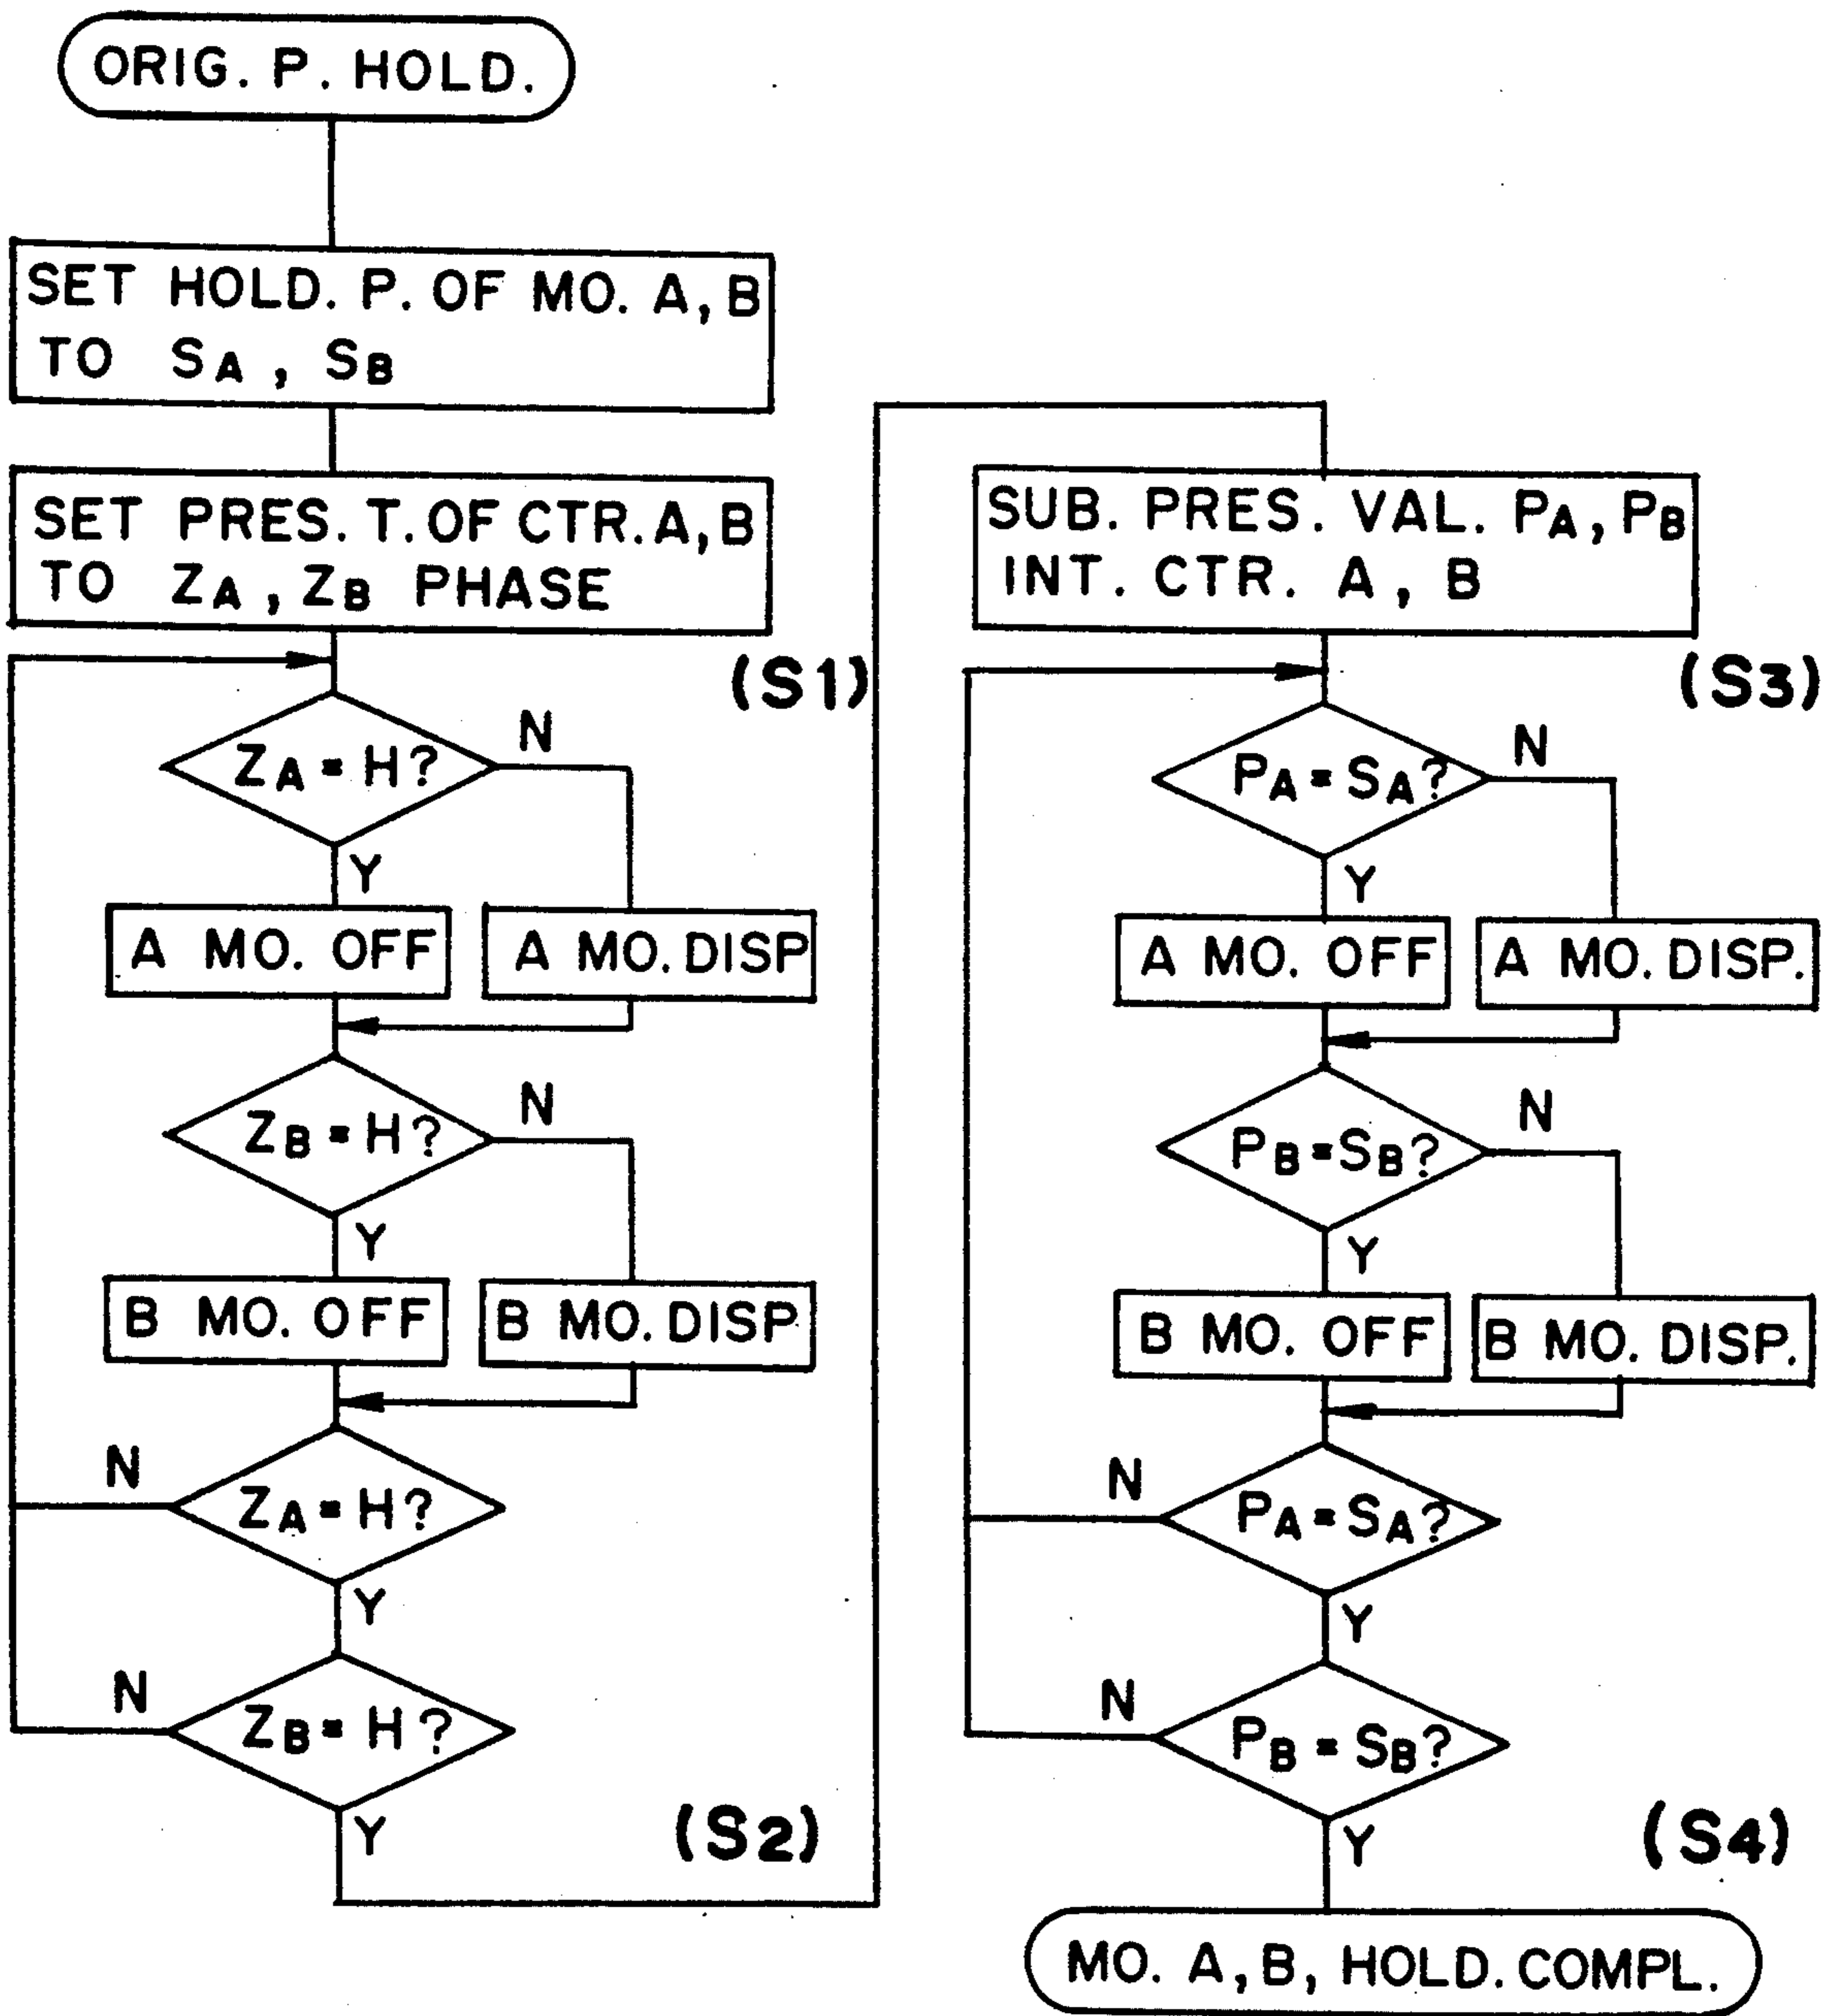 ORIG. P. HOLD.
SET HOLD. P. OF MO. A, B
TO SA, SB
SET PRES. T. OF CTR. A, B
TO ZA, ZB PHASE
(S1)
ZA = H?
N
Y
A MO. OFF
A MO. DISP
ZB = H?
N
Y
B MO. OFF
B MO. DISP
N
ZA = H?
Y
N
ZB = H?
Y
(S2)
SUB. PRES. VAL. PA, PB
INT. CTR. A, B
(S3)
PA = SA?
N
Y
A MO. OFF
A MO. DISP.
PB = SB?
N
Y
B MO. OFF
B MO. DISP.
N
PA = SA?
Y
N
PB = SB?
Y
(S4)
MO. A, B, HOLD. COMPL.